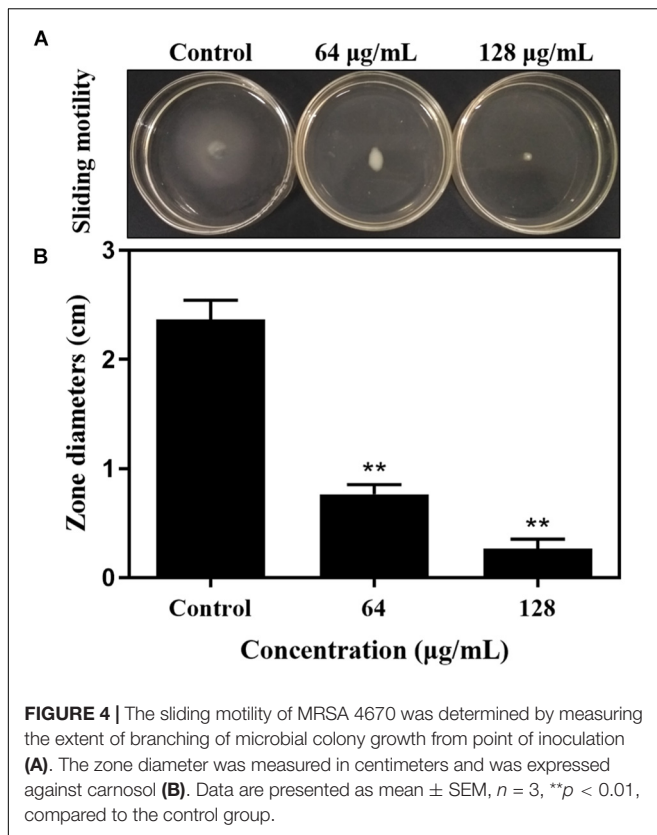 A
Control 64 μg/mL 128 μg/mL
Sliding motility
B
Zone diameters (cm)
3
2
1
0
**
**
Control 64 128
Concentration (μg/mL)
FIGURE 4 | The sliding motility of MRSA 4670 was determined by measuring
the extent of branching of microbial colony growth from point of inoculation
(A). The zone diameter was measured in centimeters and was expressed
against carnosol (B). Data are presented as mean ± SEM, n = 3, **p < 0.01,
compared to the control group.